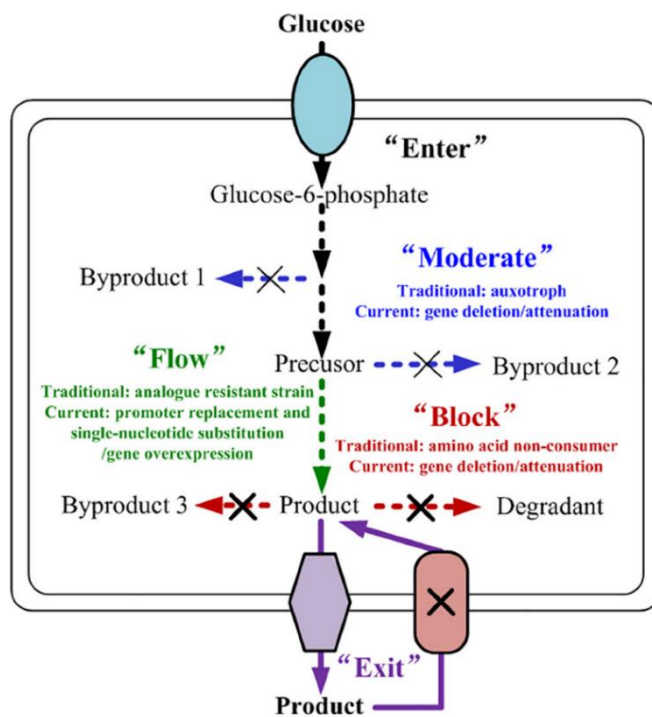 Glucose
“Enter”
Glucose-6-phosphate
“Moderate”
Byproduct 1
Traditional: auxotroph
Current: gene deletion/attenuation
“Flow”
Precusor
Byproduct 2
Traditional: analogue resistant strain
Current: promoter replacement and
single-nucleotide substitution
/gene overexpression
“Block”
Traditional: amino acid non-consumer
Current: gene deletion/attenuation
Byproduct 3
Product
Degradant
“Exit”
Product